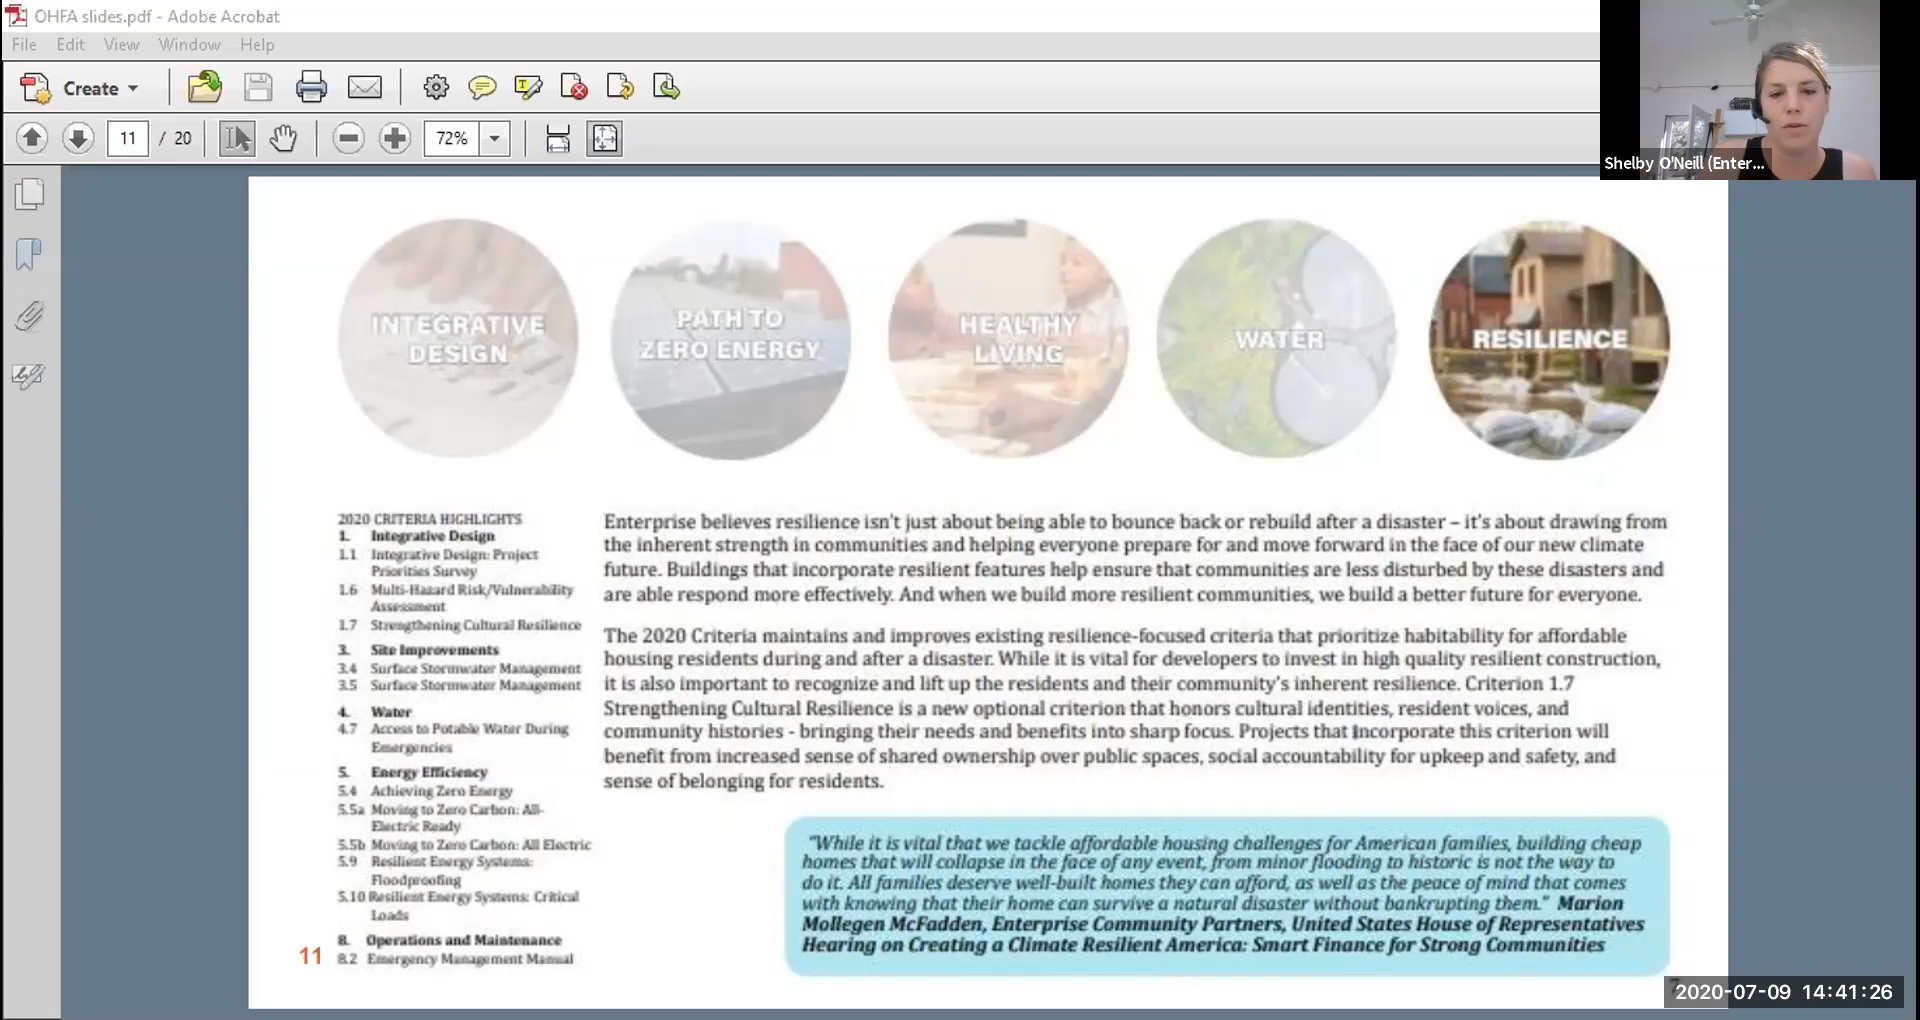 OHFA slides.pdf - Adobe Acrobat
File Edit View Window Help
Create
11 / 20
72%
Shelby O'Neill (Enter...
INTEGRATIVE
DESIGN
PATH TO
ZERO ENERGY
HEALTHY
LIVING
WATER
RESILIENCE
2020 CRITERIA HIGHLIGHTS
1. Integrative Design
1.1 Integrative Design: Project
Priorities Survey
1.6 Multi-Hazard Risk/Vulnerability
Assessment
1.7 Strengthening Cultural Resilience
3. Site Improvements
3.4 Surface Stormwater Management
3.5 Surface Stormwater Management
4. Water
4.7 Access to Potable Water During
Emergencies
5. Energy Efficiency
5.4 Achieving Zero Energy
5.5a Moving to Zero Carbon: All-
Electric Ready
5.5b Moving to Zero Carbon: All Electric
5.9 Resilient Energy Systems:
Floodproofing
5.10 Resilient Energy Systems: Critical
Loads
8. Operations and Maintenance
8.2 Emergency Management Manual
11
Enterprise believes resilience isn't just about being able to bounce back or rebuild after a disaster – it's about drawing from
the inherent strength in communities and helping everyone prepare for and move forward in the face of our new climate
future. Buildings that incorporate resilient features help ensure that communities are less disturbed by these disasters and
are able respond more effectively. And when we build more resilient communities, we build a better future for everyone.
The 2020 Criteria maintains and improves existing resilience-focused criteria that prioritize habitability for affordable
housing residents during and after a disaster. While it is vital for developers to invest in high quality resilient construction,
it is also important to recognize and lift up the residents and their community's inherent resilience. Criterion 1.7
Strengthening Cultural Resilience is a new optional criterion that honors cultural identities, resident voices, and
community histories - bringing their needs and benefits into sharp focus. Projects that incorporate this criterion will
benefit from increased sense of shared ownership over public spaces, social accountability for upkeep and safety, and
sense of belonging for residents.
"While it is vital that we tackle affordable housing challenges for American families, building cheap
homes that will collapse in the face of any event, from minor flooding to historic is not the way to
do it. All families deserve well-built homes they can afford, as well as the peace of mind that comes
with knowing that their home can survive a natural disaster without bankrupting them." Marion
Mollegen McFadden, Enterprise Community Partners, United States House of Representatives
Hearing on Creating a Climate Resilient America: Smart Finance for Strong Communities
2020-07-09 14:41:26